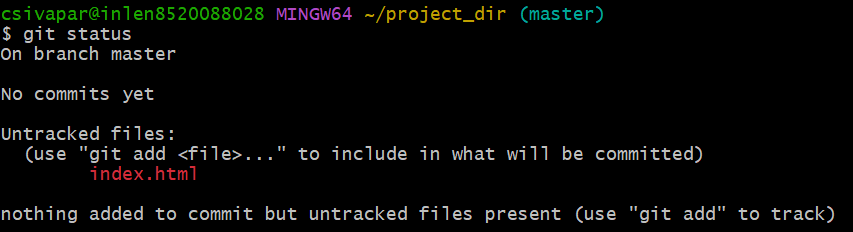 csivapar@inlen8520088028 MINGW64 ~/project_dir (master)
$ git status
On branch master
No commits yet
Untracked files:
(use "git add <file>..." to include in what will be committed)
index.html
nothing added to commit but untracked files present (use "git add" to track)